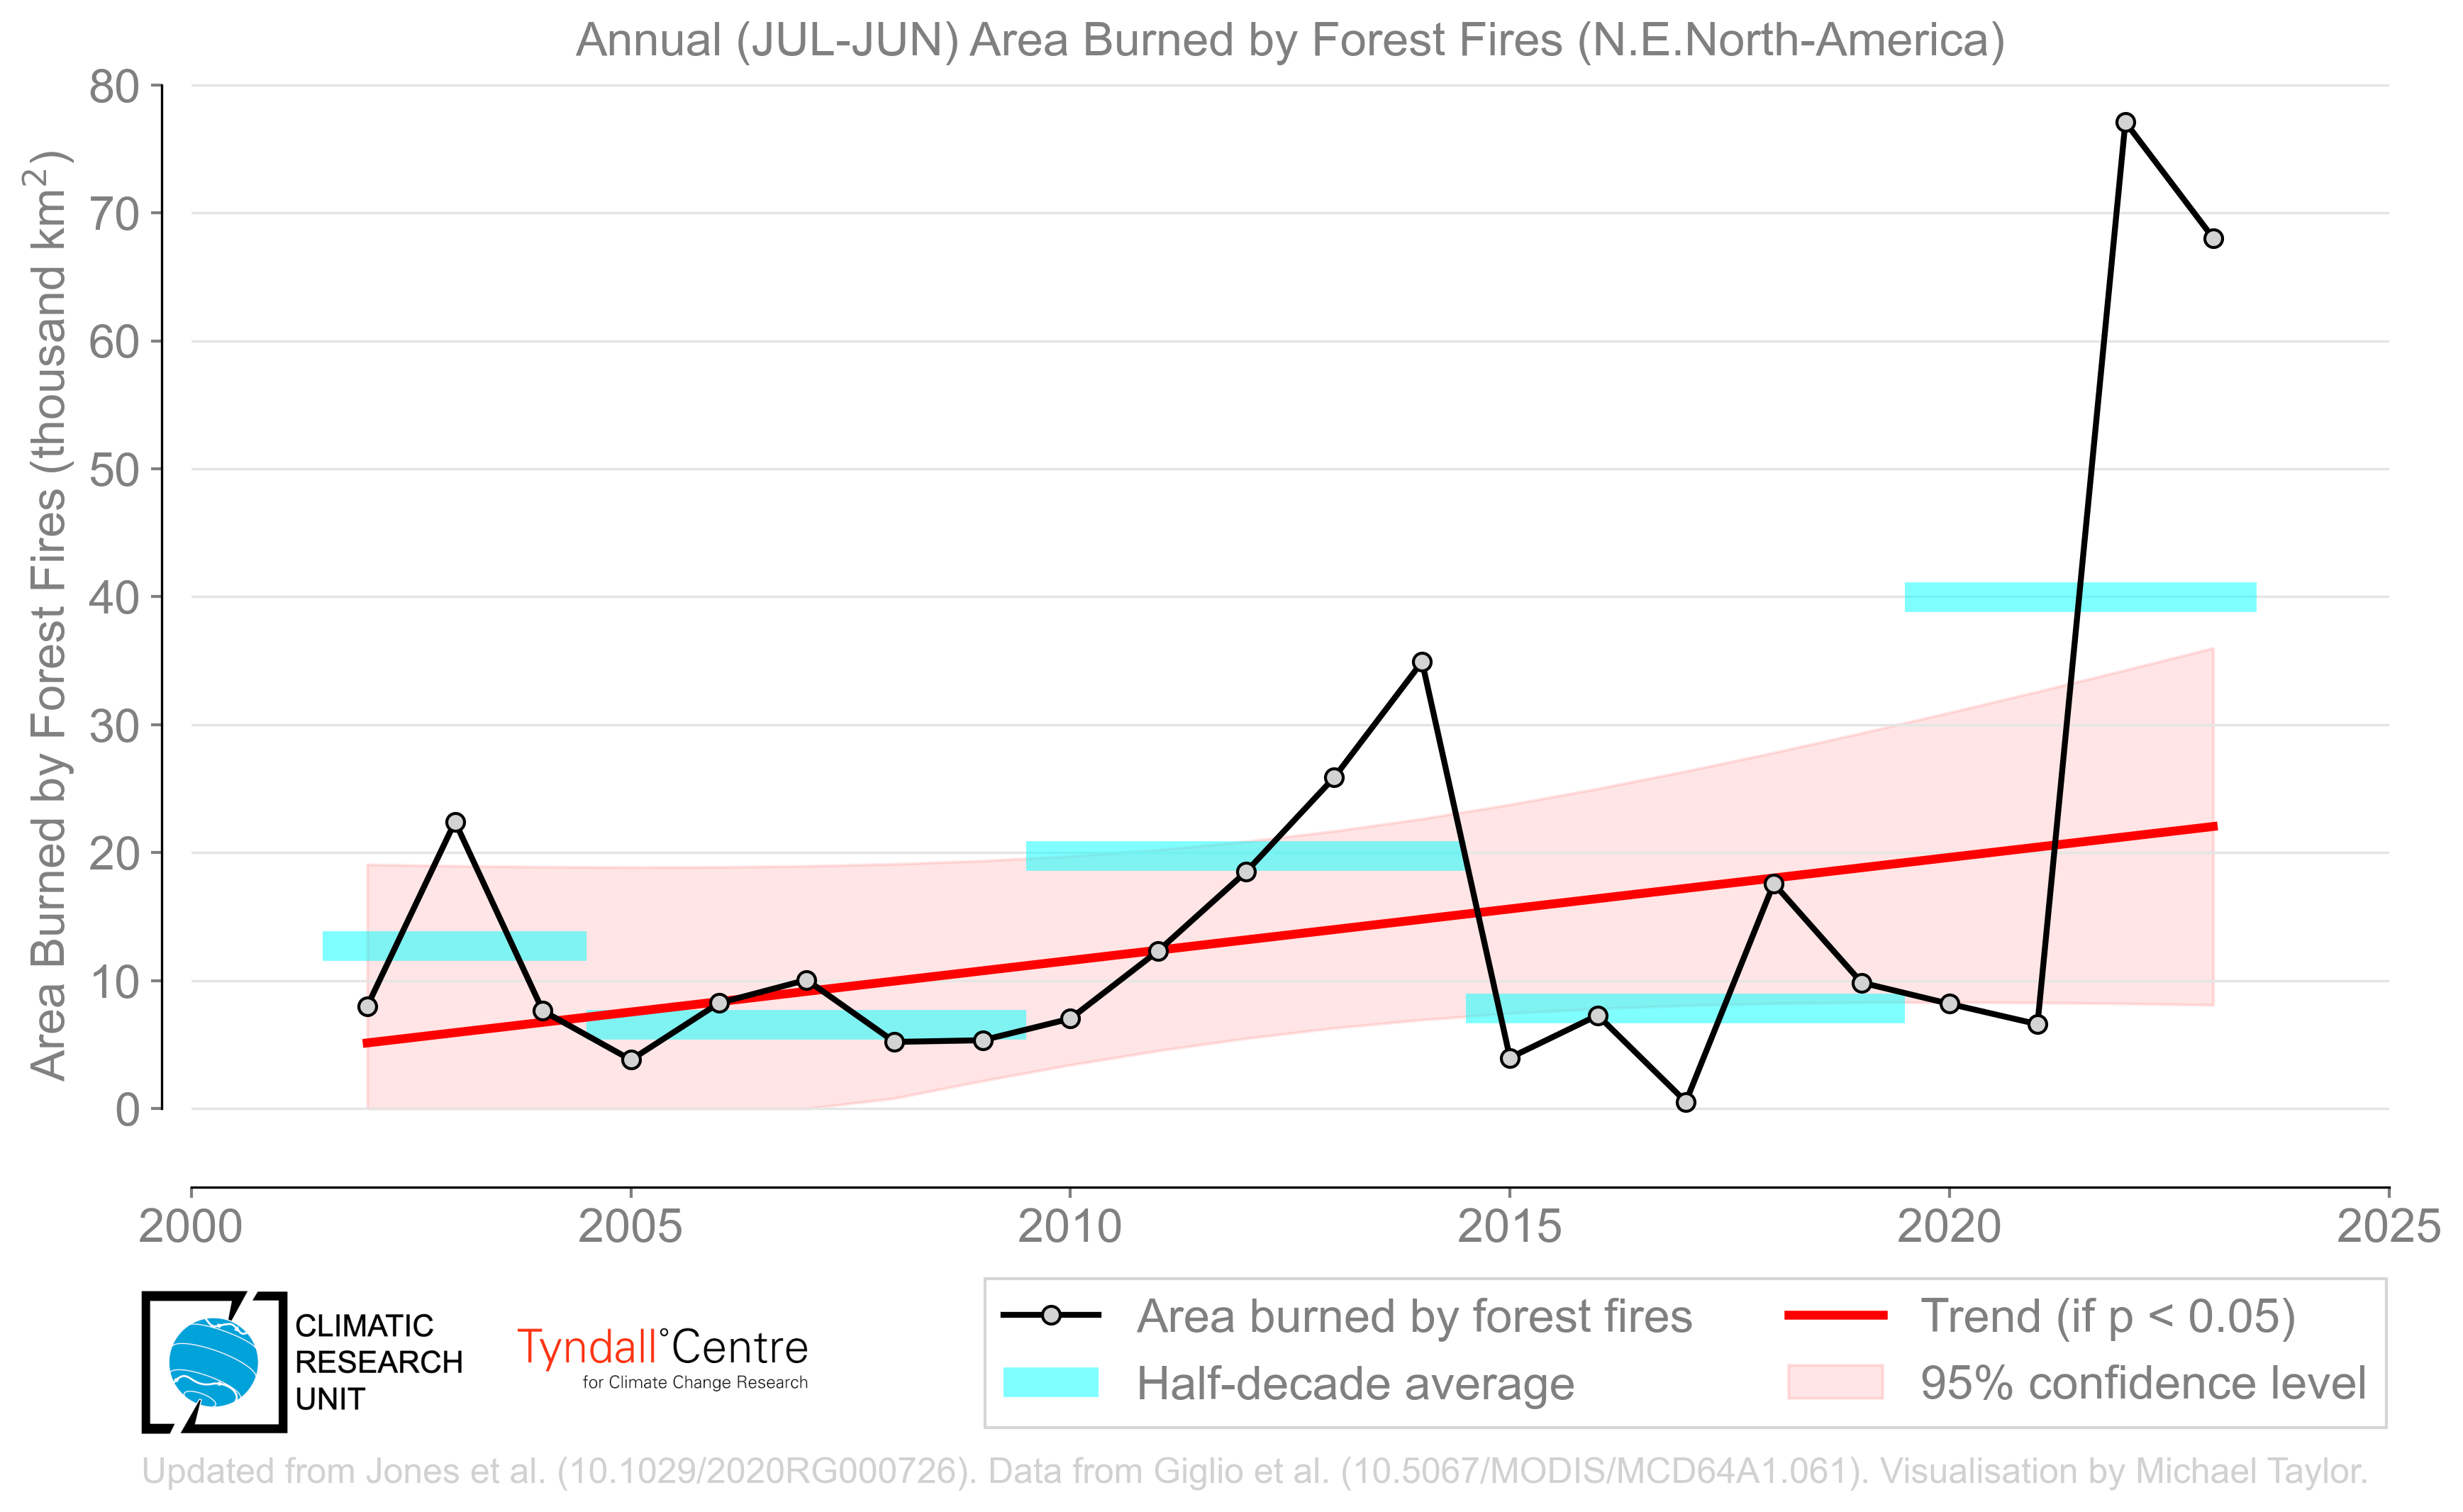 Annual (JUL-JUN) Area Burned by Forest Fires (N.E.North-America)
Area Burned by Forest Fires (thousand km²)
80
70
60
50
40
30
20
10
0
2000 2005 2010 2015 2020 2025
CLIMATIC
RESEARCH
UNIT
Tyndall°Centre
for Climate Change Research
Area burned by forest fires
Half-decade average
Trend (if p < 0.05)
95% confidence level
Updated from Jones et al. (10.1029/2020RG000726). Data from Giglio et al. (10.5067/MODIS/MCD64A1.061). Visualisation by Michael Taylor.